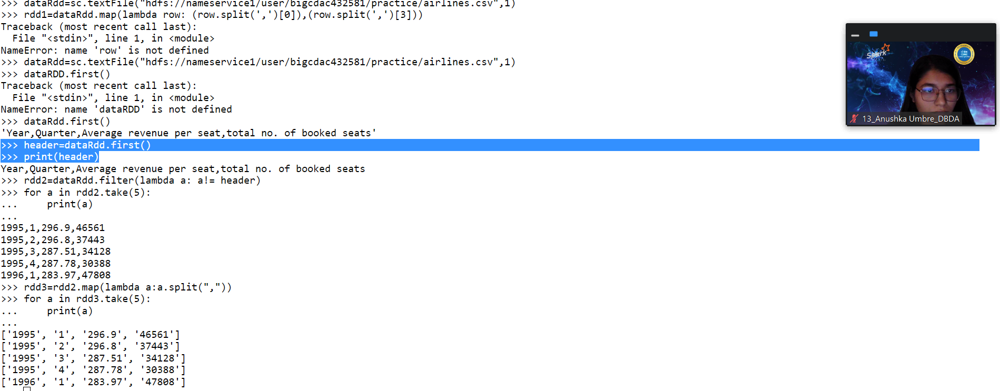 >>> dataRdd=sc.textFile("hdfs://nameservice1/user/bigcdac432581/practice/airlines.csv",1)
>>> rdd1=dataRdd.map(lambda row: (row.split(',')[0]),(row.split(',')[3]))
Traceback (most recent call last):
  File "<stdin>", line 1, in <module>
NameError: name 'row' is not defined
>>> dataRdd=sc.textFile("hdfs://nameservice1/user/bigcdac432581/practice/airlines.csv",1)
>>> dataRDD.first()
Traceback (most recent call last):
  File "<stdin>", line 1, in <module>
NameError: name 'dataRDD' is not defined
>>> dataRdd.first()
'Year,Quarter,Average revenue per seat,total no. of booked seats'
>>> header=dataRdd.first()
>>> print(header)
Year,Quarter,Average revenue per seat,total no. of booked seats
>>> rdd2=dataRdd.filter(lambda a: a!= header)
>>> for a in rdd2.take(5):
...     print(a)
...
1995,1,296.9,46561
1995,2,296.8,37443
1995,3,287.51,34128
1995,4,287.78,30388
1996,1,283.97,47808
>>> rdd3=rdd2.map(lambda a:a.split(","))
>>> for a in rdd3.take(5):
...     print(a)
...
['1995', '1', '296.9', '46561']
['1995', '2', '296.8', '37443']
['1995', '3', '287.51', '34128']
['1995', '4', '287.78', '30388']
['1996', '1', '283.97', '47808']
Spark
13_Anushka Umbre_DBDA